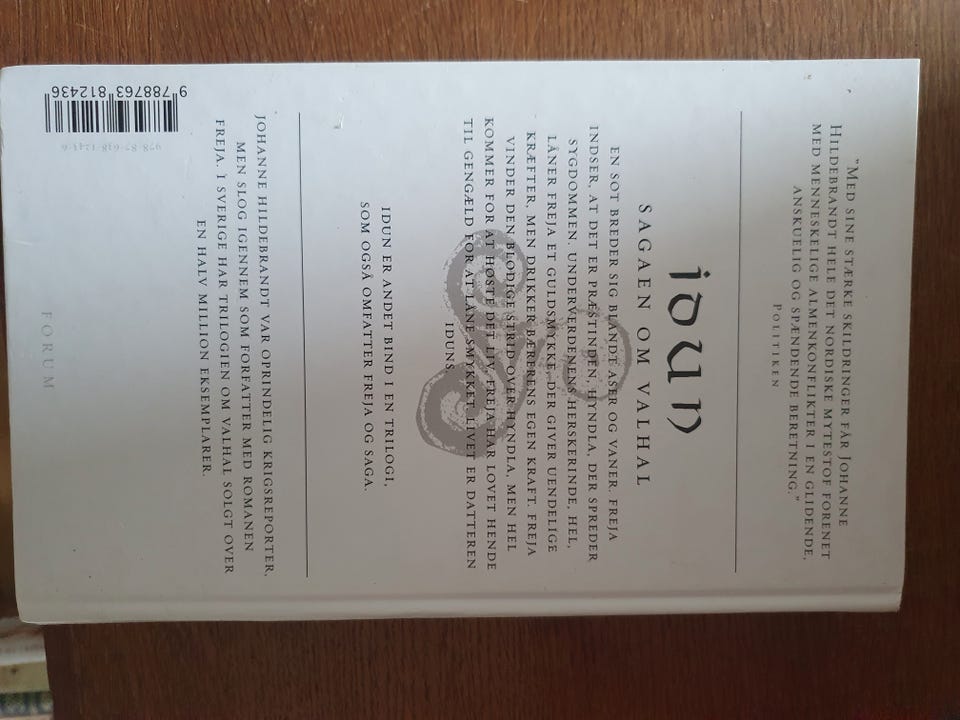 "Med sine stærke skildringer får Johanne
Hildebrandt hele det nordiske mytestof forenet
med menneskelige almenkonflikter i en glidende,
anskuelig og spændende beretning."
Politiken
idun
SAGAEN OM VALHAL
EN SOT BREDER SIG BLANDT ASER OG VANER. FREJA
INDSER, AT DET ER PRÆSTINDEN, HYNDLA, DER SPREDER
SYGDOMMEN. UNDERVERDENENS HERSKERINDE, HEL,
LÅNER FREJA ET GULDSMYKKE, DER GIVER UENDELIGE
KRÆFTER, MEN DRIKKER BÆRERENS EGEN KRAFT. FREJA
VINDER DEN BLODIGE STRID OVER HYNDLA, MEN HEL
KOMMER FOR AT HØSTE DET LIV, FREJA HAR LOVET HENDE
TIL GENGÆLD FOR AT LÅNE SMYKKET. LIVET ER DATTEREN
IDUNS
IDUN ER ANDET BIND I EN TRILOGI,
SOM OGSÅ OMFATTER FREJA OG SAGA.
JOHANNE HILDEBRANDT VAR OPRINDELIG KRIGSREPORTER,
MEN SLOG IGENNEM SOM FORFATTER MED ROMANEN
FREJA. I SVERIGE HAR TRILOGIEN OM VALHAL SOLGT OVER
EN HALV MILLION EKSEMPLARER.
FORUM
978-87-638-1243-6
9 788763 812436